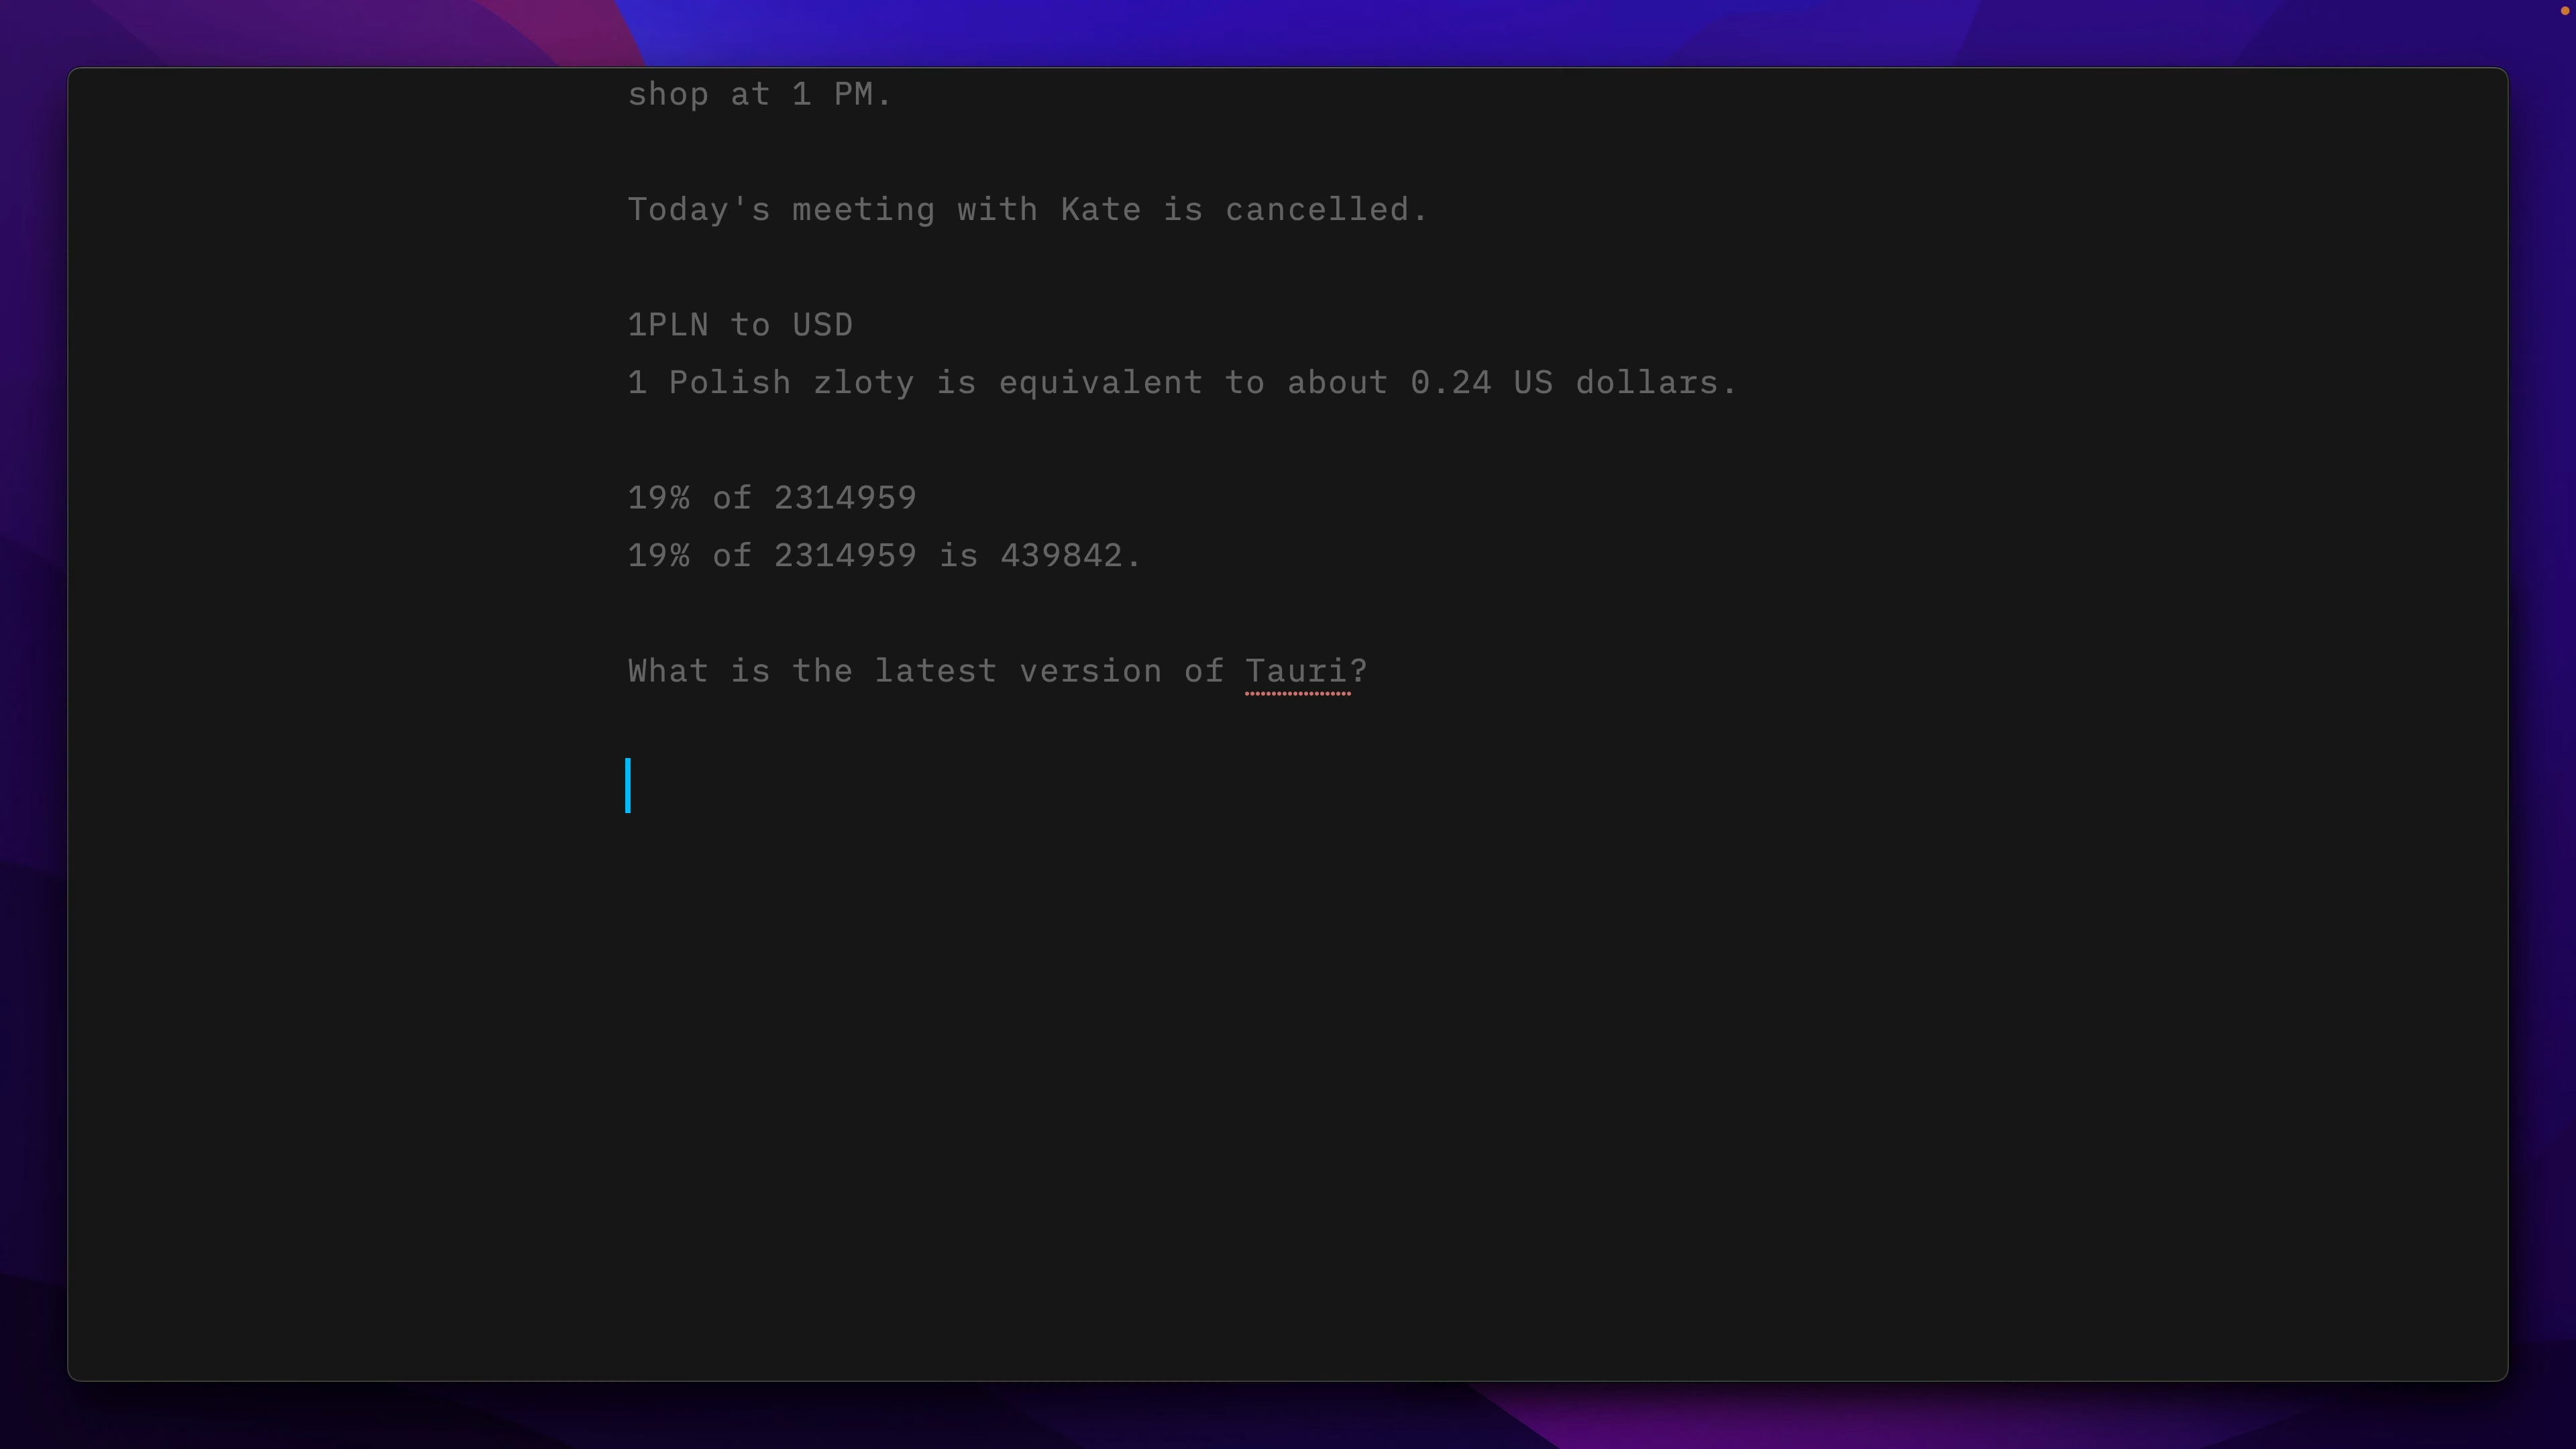 shop at 1 PM.
Today's meeting with Kate is cancelled.
1PLN to USD
1 Polish zloty is equivalent to about 0.24 US dollars.
19% of 2314959
19% of 2314959 is 439842.
What is the latest version of Tauri?